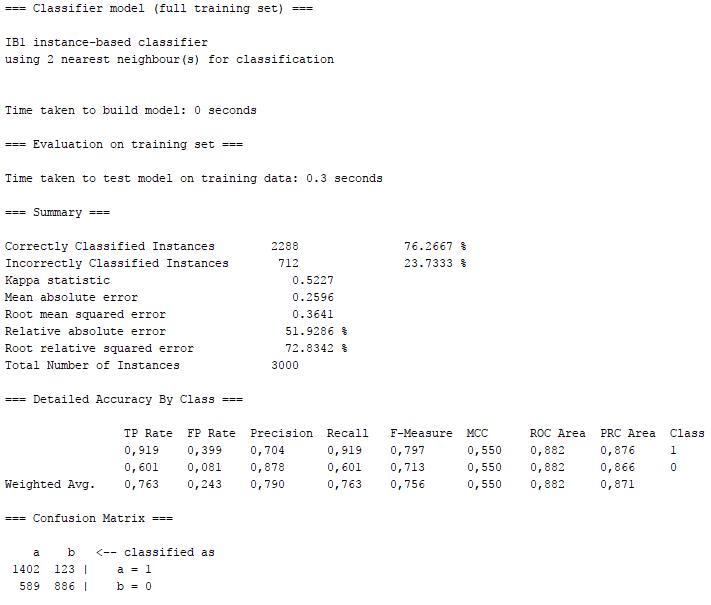 === Classifier model (full training set) ===
IB1 instance-based classifier
using 2 nearest neighbour(s) for classification
Time taken to build model: 0 seconds
=== Evaluation on training set ===
Time taken to test model on training data: 0.3 seconds
=== Summary ===
Correctly Classified Instances 2288 76.2667 %
Incorrectly Classified Instances 712 23.7333 %
Kappa statistic 0.5227
Mean absolute error 0.2596
Root mean squared error 0.3641
Relative absolute error 51.9286 %
Root relative squared error 72.8342 %
Total Number of Instances 3000
=== Detailed Accuracy By Class ===
TP Rate FP Rate Precision Recall F-Measure MCC ROC Area PRC Area Class
0,919 0,399 0,704 0,919 0,797 0,550 0,882 0,876 1
0,601 0,081 0,878 0,601 0,713 0,550 0,882 0,866 0
Weighted Avg. 0,763 0,243 0,790 0,763 0,756 0,550 0,882 0,871
=== Confusion Matrix ===
a b <-- classified as
1402 123 | a = 1
589 886 | b = 0